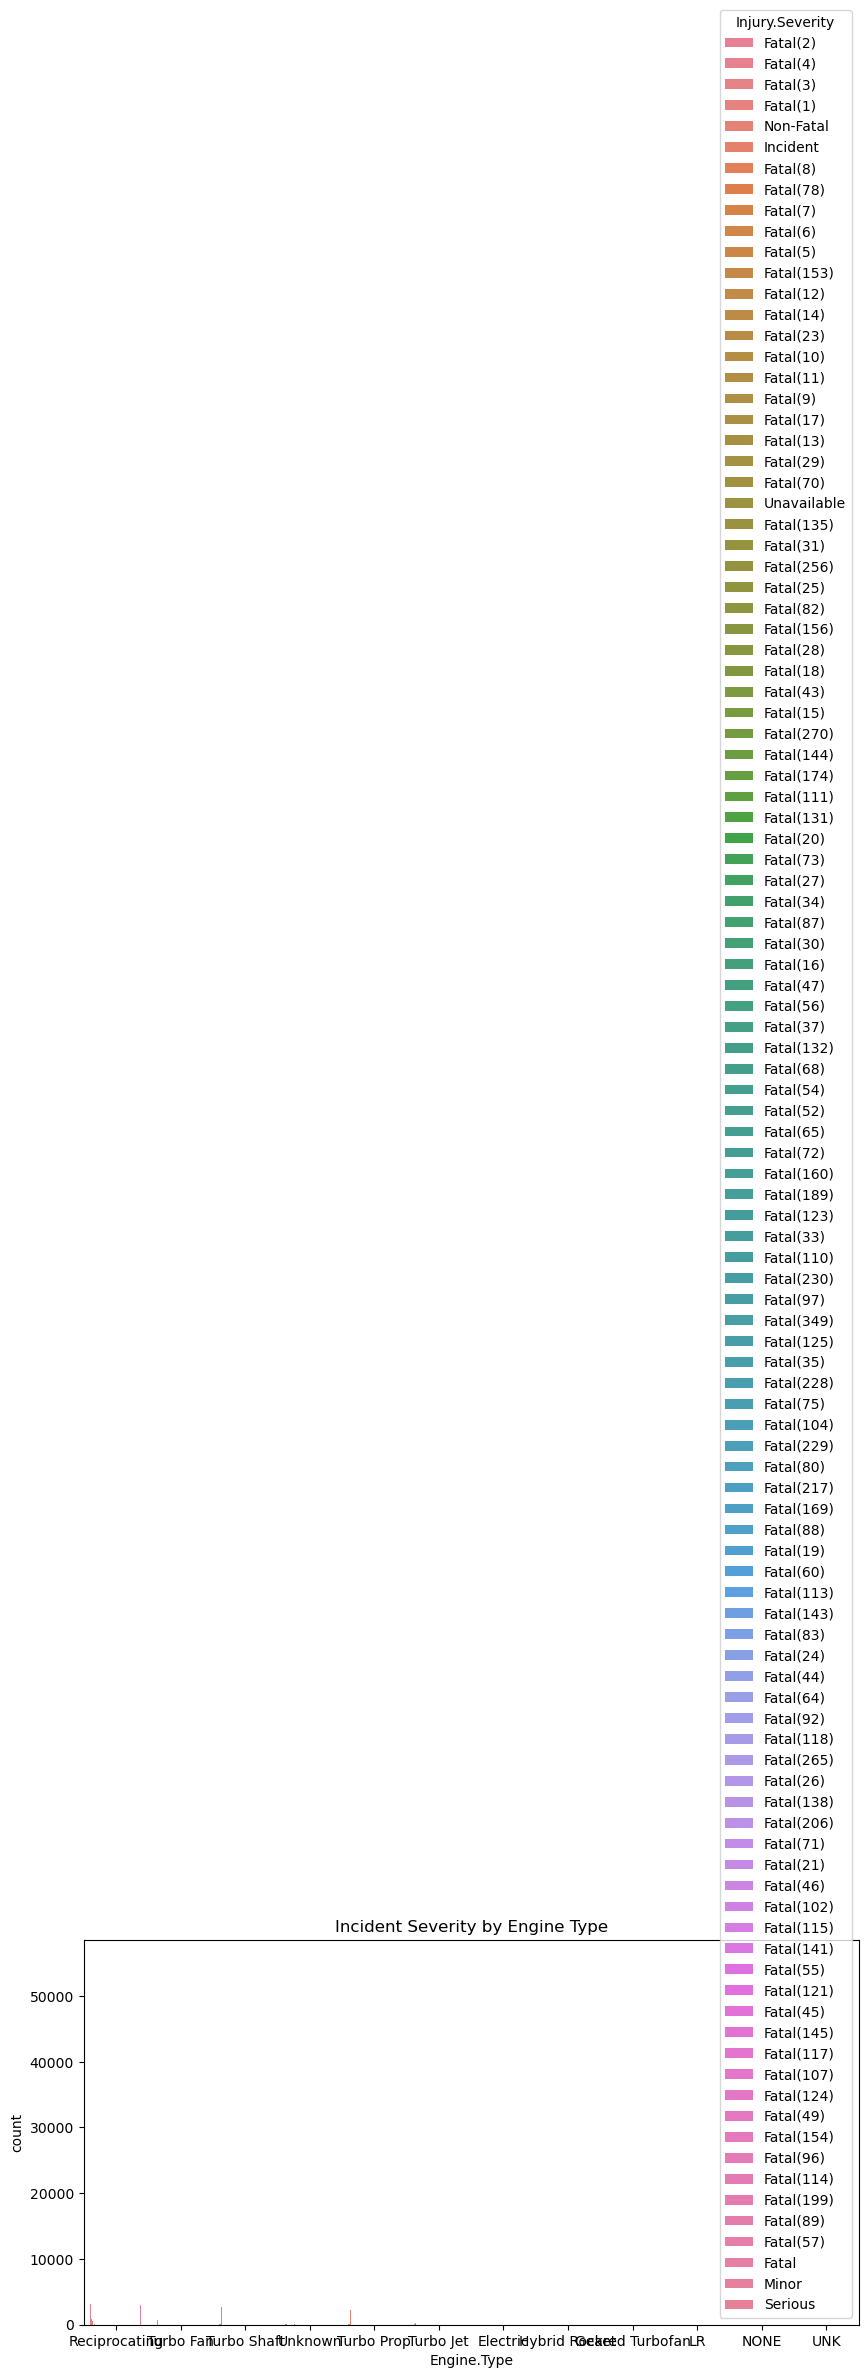 Injury.Severity
Fatal(2)
Fatal(4)
Fatal(3)
Fatal(1)
Non-Fatal
Incident
Fatal(8)
Fatal(78)
Fatal(7)
Fatal(6)
Fatal(5)
Fatal(153)
Fatal(12)
Fatal(14)
Fatal(23)
Fatal(10)
Fatal(11)
Fatal(9)
Fatal(17)
Fatal(13)
Fatal(29)
Fatal(70)
Unavailable
Fatal(135)
Fatal(31)
Fatal(256)
Fatal(25)
Fatal(82)
Fatal(156)
Fatal(28)
Fatal(18)
Fatal(43)
Fatal(15)
Fatal(270)
Fatal(144)
Fatal(174)
Fatal(111)
Fatal(131)
Fatal(20)
Fatal(73)
Fatal(27)
Fatal(34)
Fatal(87)
Fatal(30)
Fatal(16)
Fatal(47)
Fatal(56)
Fatal(37)
Fatal(132)
Fatal(68)
Fatal(54)
Fatal(52)
Fatal(65)
Fatal(72)
Fatal(160)
Fatal(189)
Fatal(123)
Fatal(33)
Fatal(110)
Fatal(230)
Fatal(97)
Fatal(349)
Fatal(125)
Fatal(35)
Fatal(228)
Fatal(75)
Fatal(104)
Fatal(229)
Fatal(80)
Fatal(217)
Fatal(169)
Fatal(88)
Fatal(19)
Fatal(60)
Fatal(113)
Fatal(143)
Fatal(83)
Fatal(24)
Fatal(44)
Fatal(64)
Fatal(92)
Fatal(118)
Fatal(265)
Fatal(26)
Fatal(138)
Fatal(206)
Fatal(71)
Fatal(21)
Fatal(46)
Fatal(102)
Fatal(115)
Fatal(141)
Fatal(55)
Fatal(121)
Fatal(45)
Fatal(145)
Fatal(117)
Fatal(107)
Fatal(124)
Fatal(49)
Fatal(154)
Fatal(96)
Fatal(114)
Fatal(199)
Fatal(89)
Fatal(57)
Fatal
Minor
Serious
Incident Severity by Engine Type
50000
40000
30000
20000
10000
0
count
Reciprocating Turbo Fan Turbo Shaft Unknown Turbo Prop Turbo Jet Electric Hybrid Rocket Geared Turbofan LR NONE UNK
Engine.Type